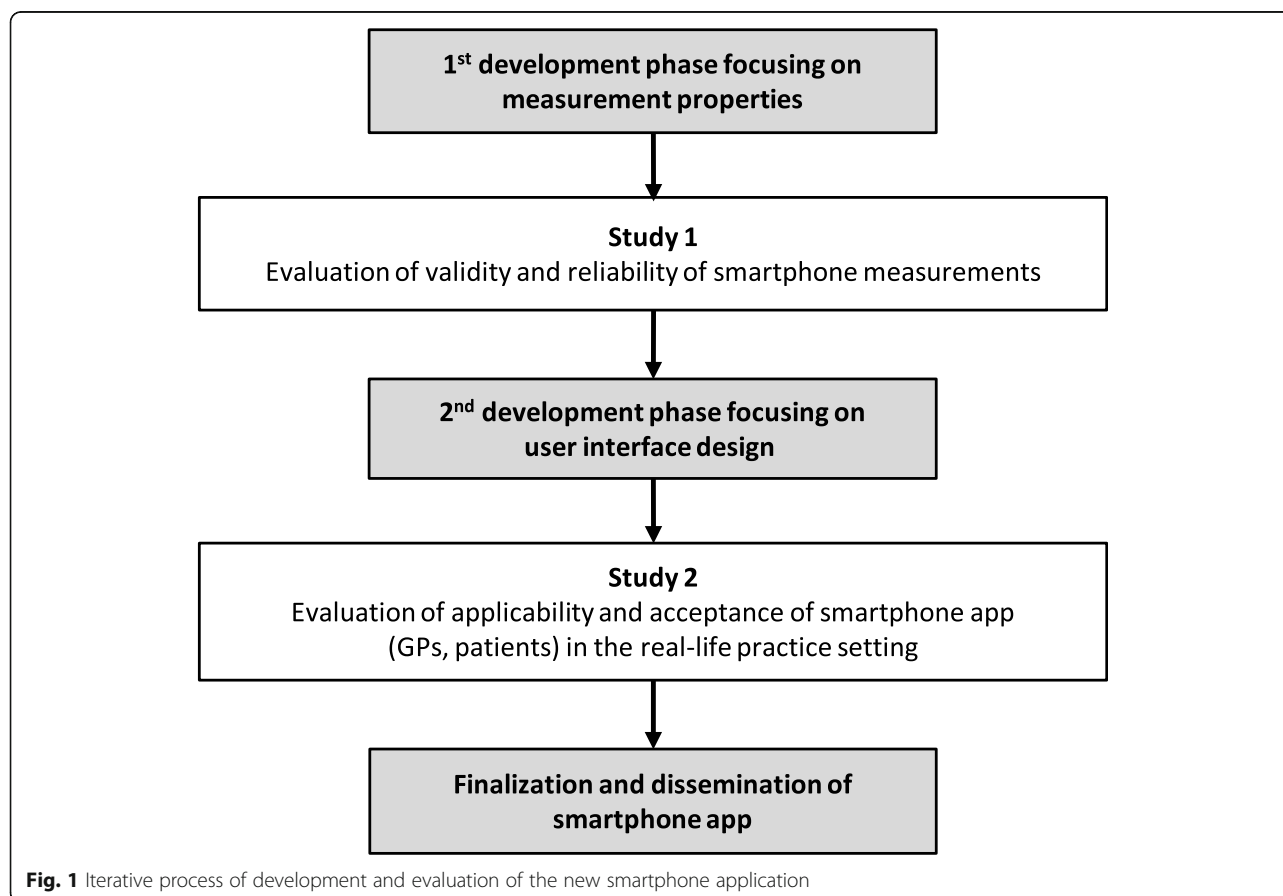 1st development phase focusing on
measurement properties
Study 1
Evaluation of validity and reliability of smartphone measurements
2nd development phase focusing on
user interface design
Study 2
Evaluation of applicability and acceptance of smartphone app
(GPs, patients) in the real-life practice setting
Finalization and dissemination of
smartphone app
Fig. 1 Iterative process of development and evaluation of the new smartphone application